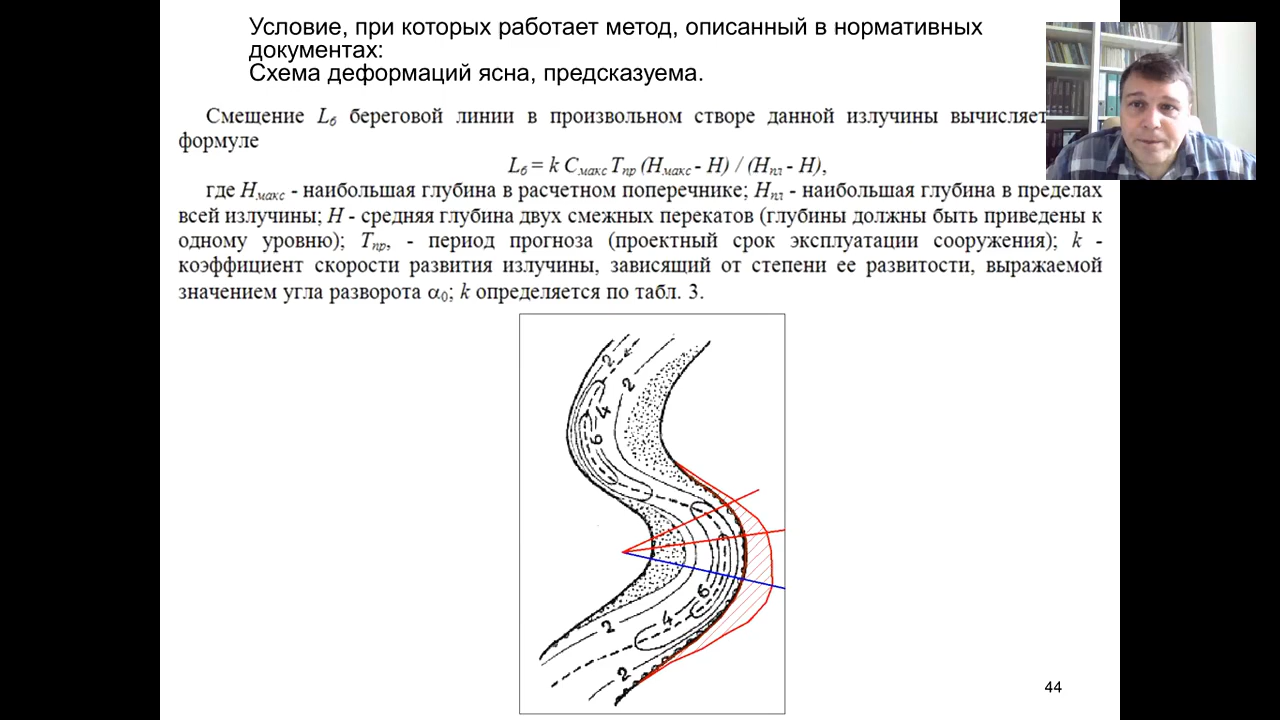 Условие, при которых работает метод, описанный в нормативных
документах:
Схема деформаций ясна, предсказуема.
Смещение Lб береговой линии в произвольном створе данной излучины вычисляет
формуле
Lб = k Cмакс Tпр (Hмакс - H) / (Hпл - H),
где Hмакс - наибольшая глубина в расчетном поперечнике; Hпл - наибольшая глубина в пределах
всей излучины; H - средняя глубина двух смежных перекатов (глубины должны быть приведены к
одному уровню); Tпр, - период прогноза (проектный срок эксплуатации сооружения); k -
коэффициент скорости развития излучины, зависящий от степени ее развитости, выражаемой
значением угла разворота α0; k определяется по табл. 3.
2
2
4
6
6
4
2
2
44